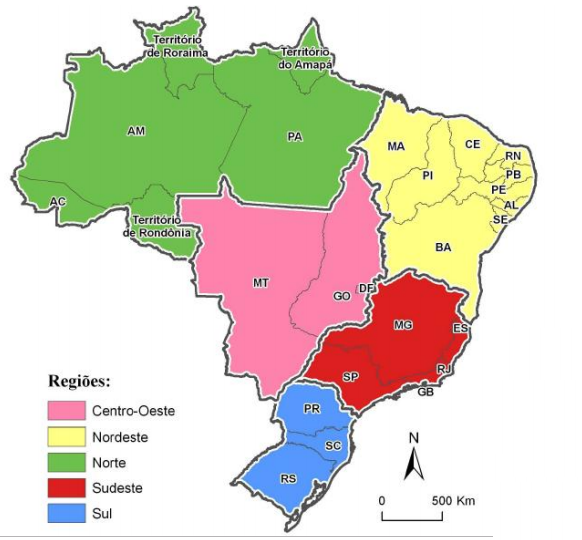 Território
de Roraima
Território
do Amapá
AM
PA
MA
CE
RN
PB
PI
PE
AL
SE
AC
Território
de Rondônia
BA
MT
GO
DF
MG
ES
SP
RJ
GB
PR
SC
RS
Regiões:
Centro-Oeste
Nordeste
Norte
Sudeste
Sul
N
0 500 Km